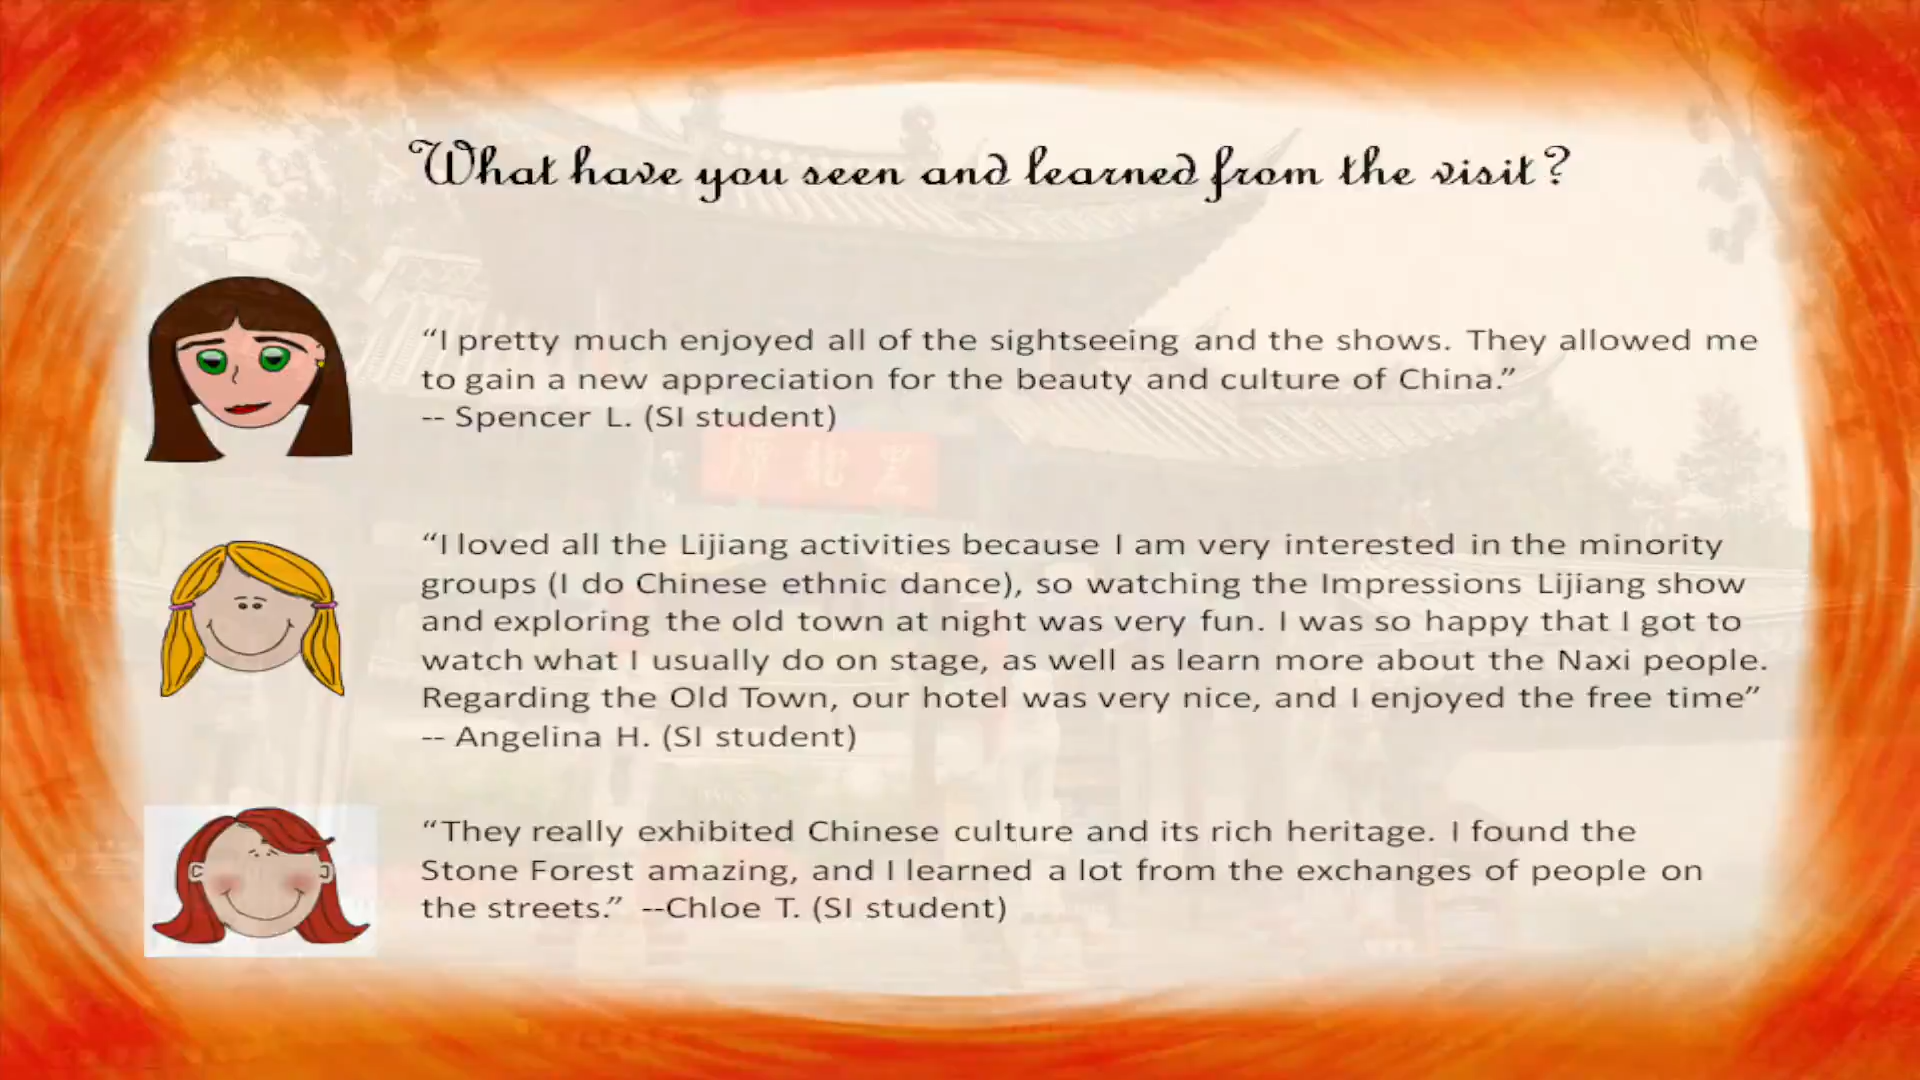 What have you seen and learned from the visit?
“I pretty much enjoyed all of the sightseeing and the shows. They allowed me
to gain a new appreciation for the beauty and culture of China.”
-- Spencer L. (SI student)
“I loved all the Lijiang activities because I am very interested in the minority
groups (I do Chinese ethnic dance), so watching the Impressions Lijiang show
and exploring the old town at night was very fun. I was so happy that I got to
watch what I usually do on stage, as well as learn more about the Naxi people.
Regarding the Old Town, our hotel was very nice, and I enjoyed the free time”
-- Angelina H. (SI student)
“They really exhibited Chinese culture and its rich heritage. I found the
Stone Forest amazing, and I learned a lot from the exchanges of people on
the streets.” --Chloe T. (SI student)